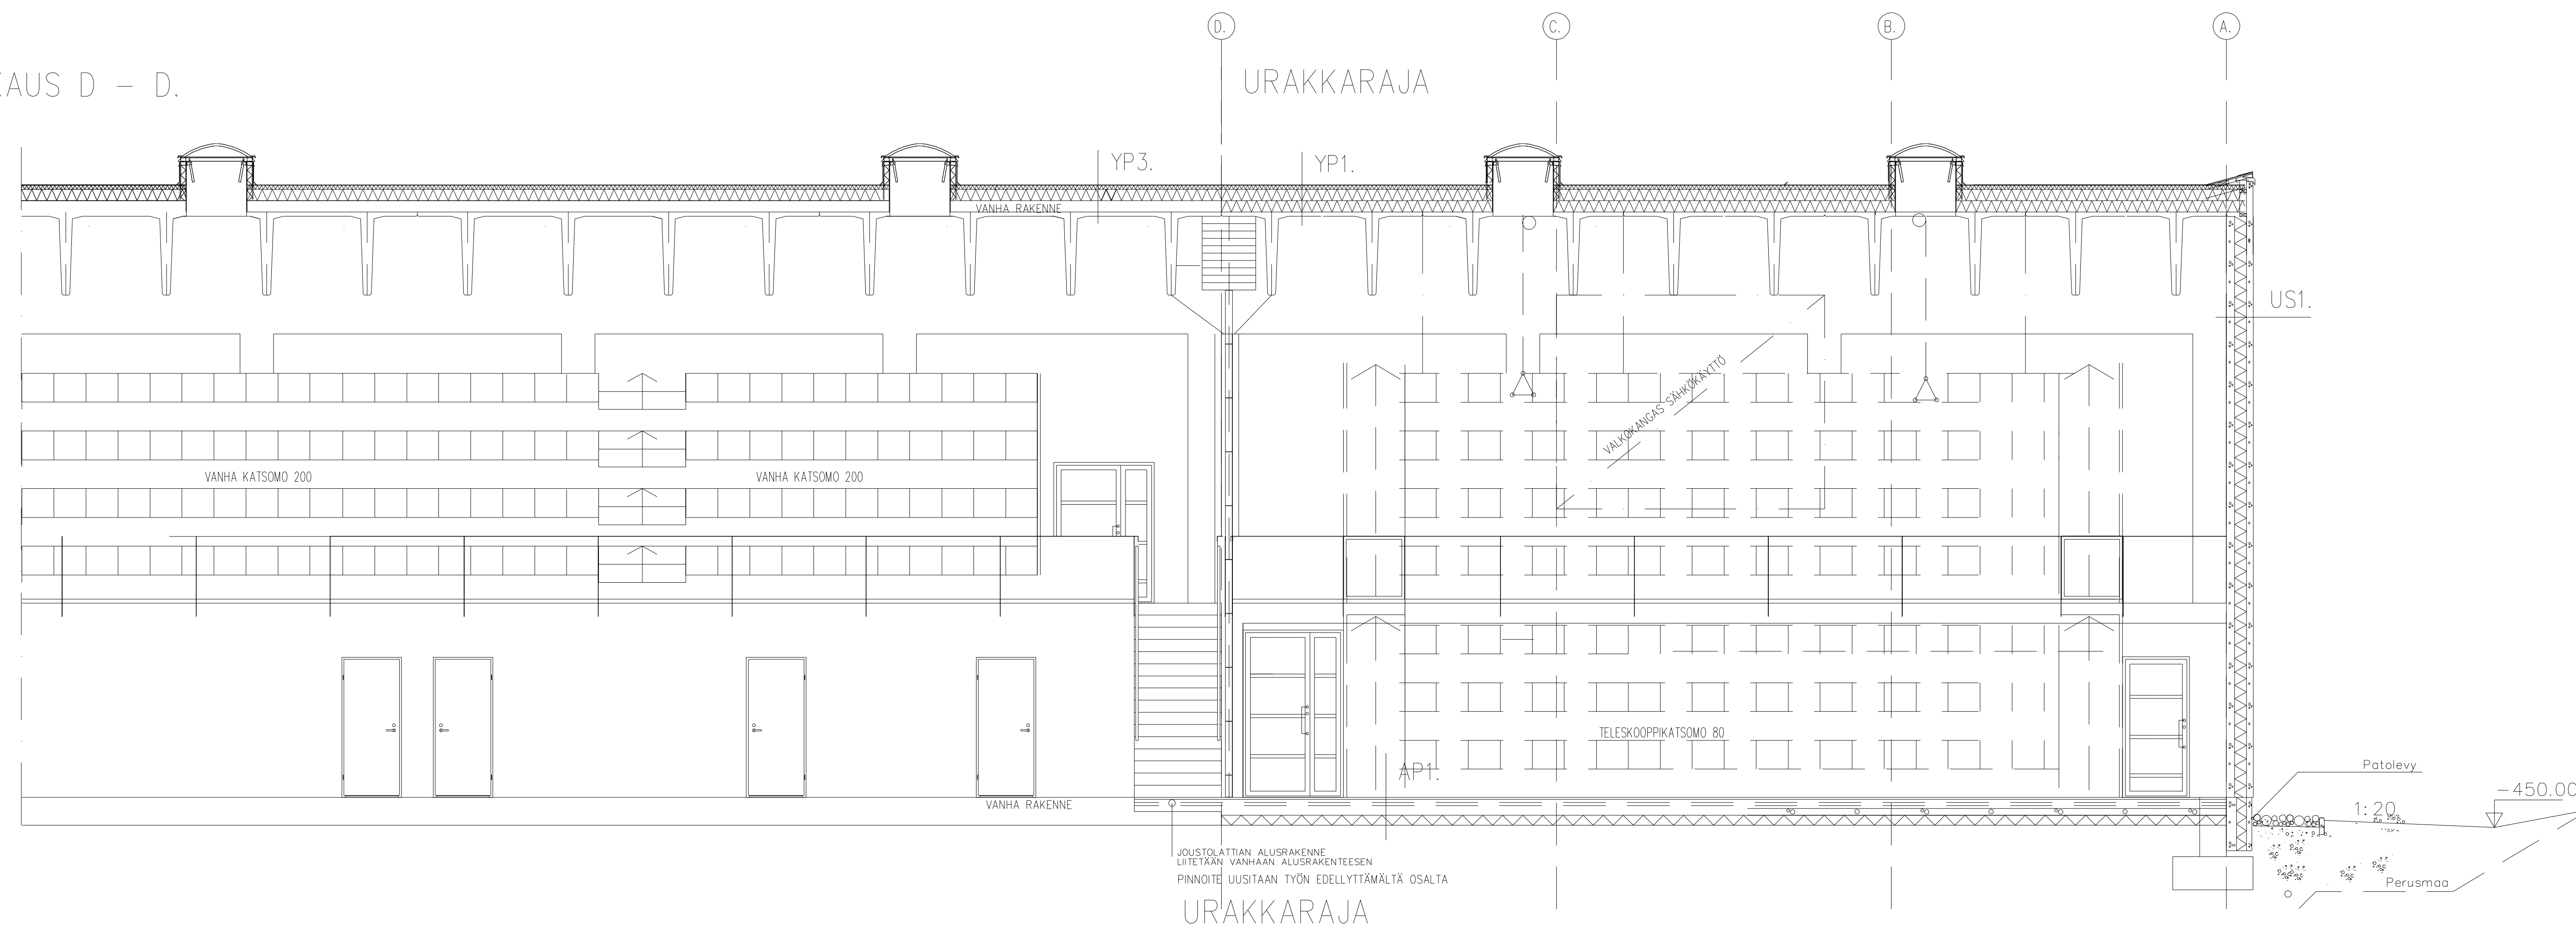 D.
C.
B.
A.
KAUS D - D.
URAKKARAJA
YP3.
YP1.
VANHA RAKENNE
US1.
VALKOKANGAS SÄHKÖKÄYTTÖ
VANHA KATSOMO 200
VANHA KATSOMO 200
TELESKOOPPIKATSOMO 80
AP1.
Patolevy
-450.00
1:20
VANHA RAKENNE
JOUSTOLATTIAN ALUSRAKENNE
LIITETÄÄN VANHAAN ALUSRAKENTEESEN
PINNOITE UUSITAAN TYÖN EDELLYTTÄMÄLTÄ OSALTA
Perusmaa
URAKKARAJA